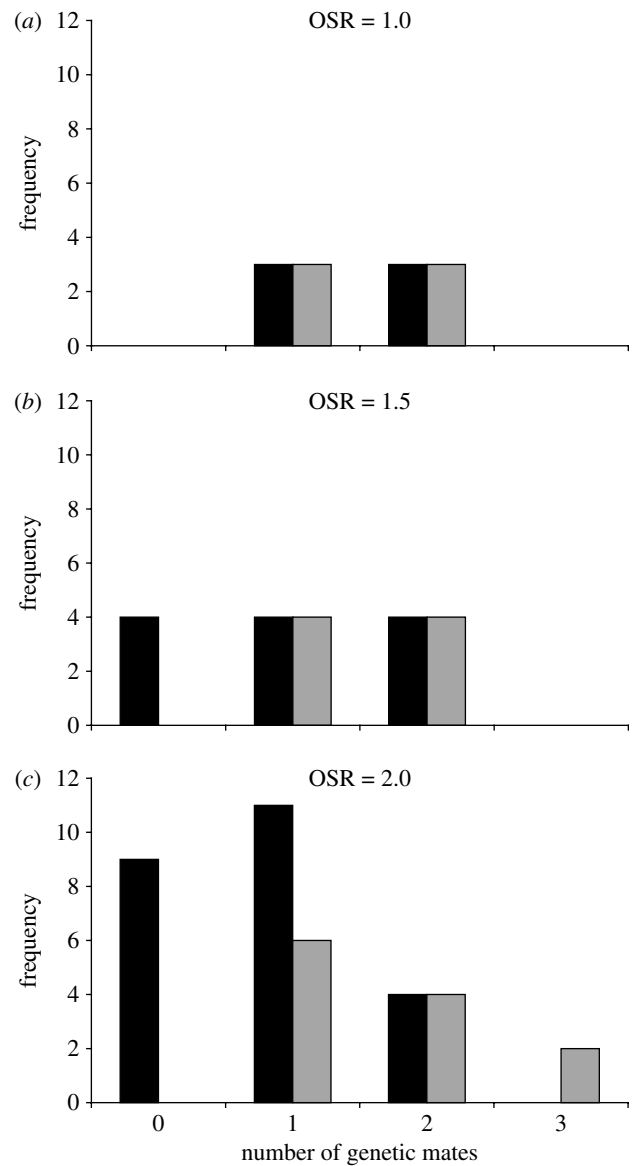 (a) OSR = 1.0
12
10
8
6
4
2
0
frequency
(b) OSR = 1.5
12
10
8
6
4
2
0
frequency
(c) OSR = 2.0
12
10
8
6
4
2
0
frequency
0 1 2 3
number of genetic mates